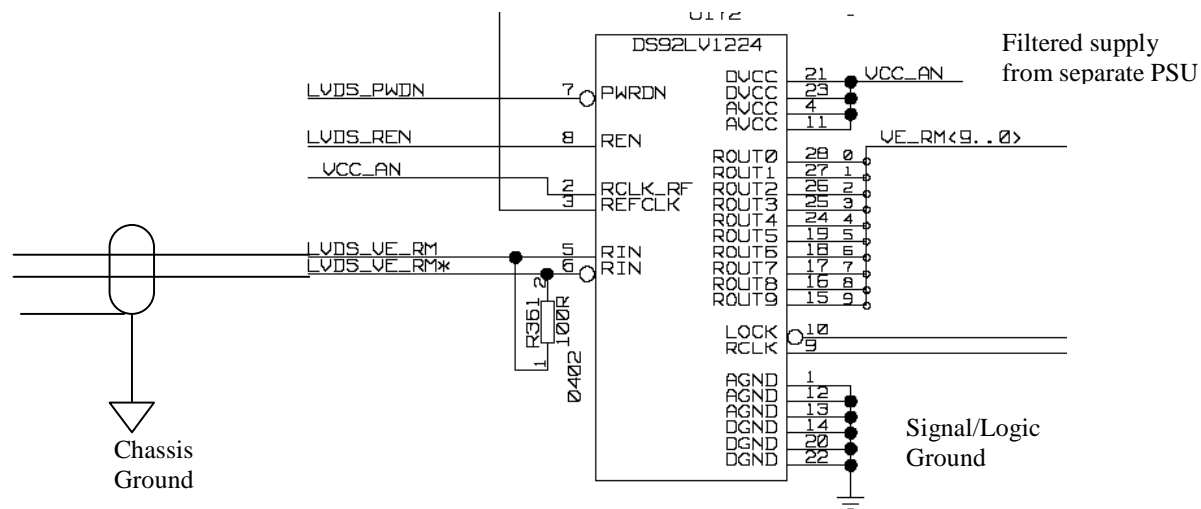 DS92LV1224
Filtered supply
from separate PSU
LVDS_PWDN 7 PWRDN
LVDS_REN 8 REN
VCC_AN
2 RCLK_RF
3 REFCLK
LVDS_VE_RM 5 RIN
LVDS_VE_RM* 6 RIN
2
R361
100R
1
0402
DVCC 21 VCC_AN
DVCC 23
AVCC 4
AVCC 11
VE_RM<9..0>
ROUT0 28 0
ROUT1 27 1
ROUT2 26 2
ROUT3 25 3
ROUT4 24 4
ROUT5 19 5
ROUT6 18 6
ROUT7 17 7
ROUT8 16 8
ROUT9 15 9
LOCK 10
RCLK 9
AGND 1
AGND 12
AGND 13
DGND 14
DGND 20
DGND 22
Signal/Logic
Ground
Chassis
Ground